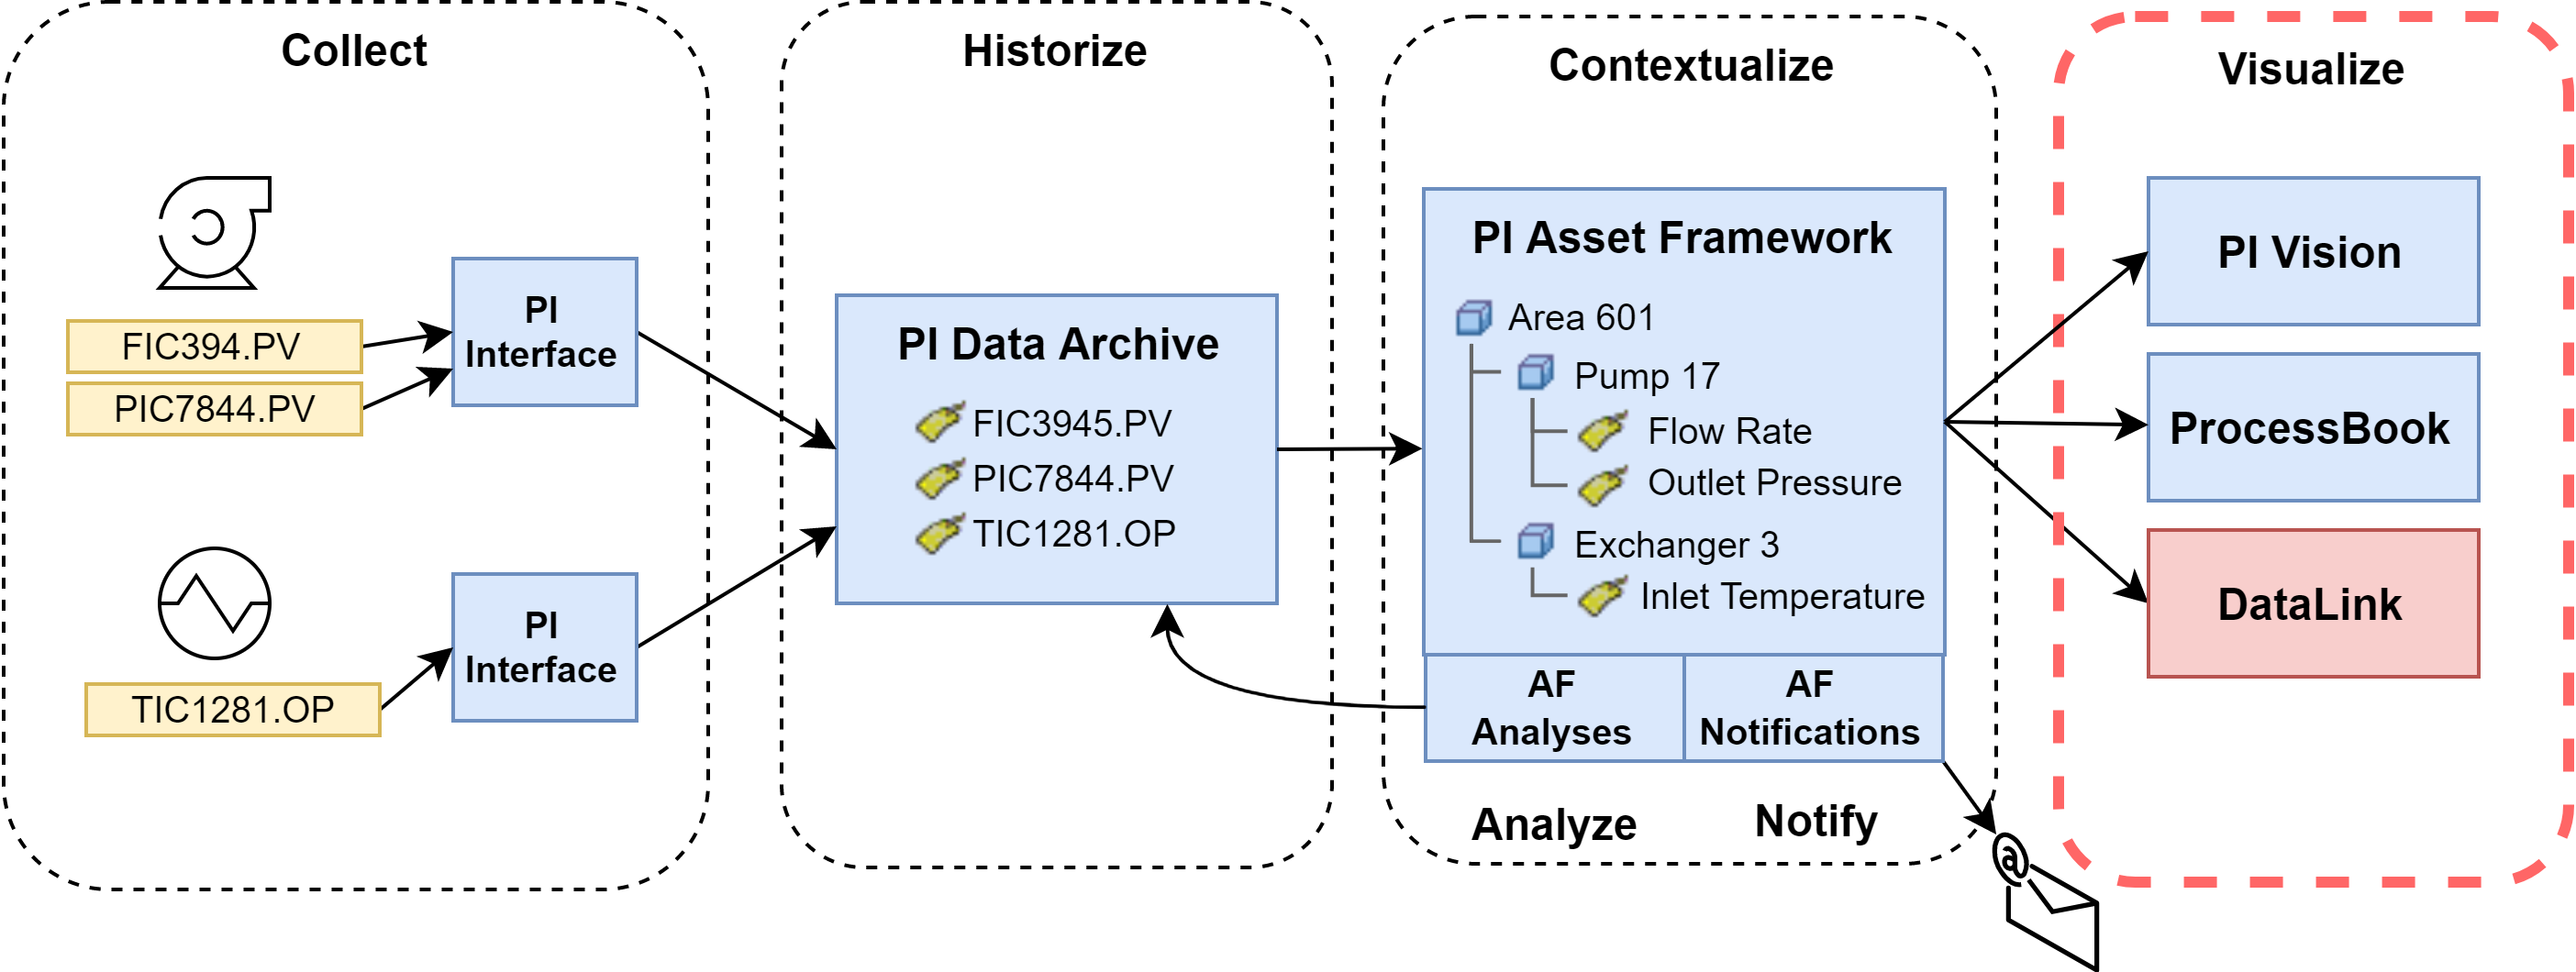 Collect
FIC394.PV
PIC7844.PV
PI
Interface
TIC1281.OP
PI
Interface
Historize
PI Data Archive
FIC3945.PV
PIC7844.PV
TIC1281.OP
Contextualize
PI Asset Framework
Area 601
Pump 17
Flow Rate
Outlet Pressure
Exchanger 3
Inlet Temperature
AF
Analyses
AF
Notifications
Analyze
Notify
@
Visualize
PI Vision
ProcessBook
DataLink